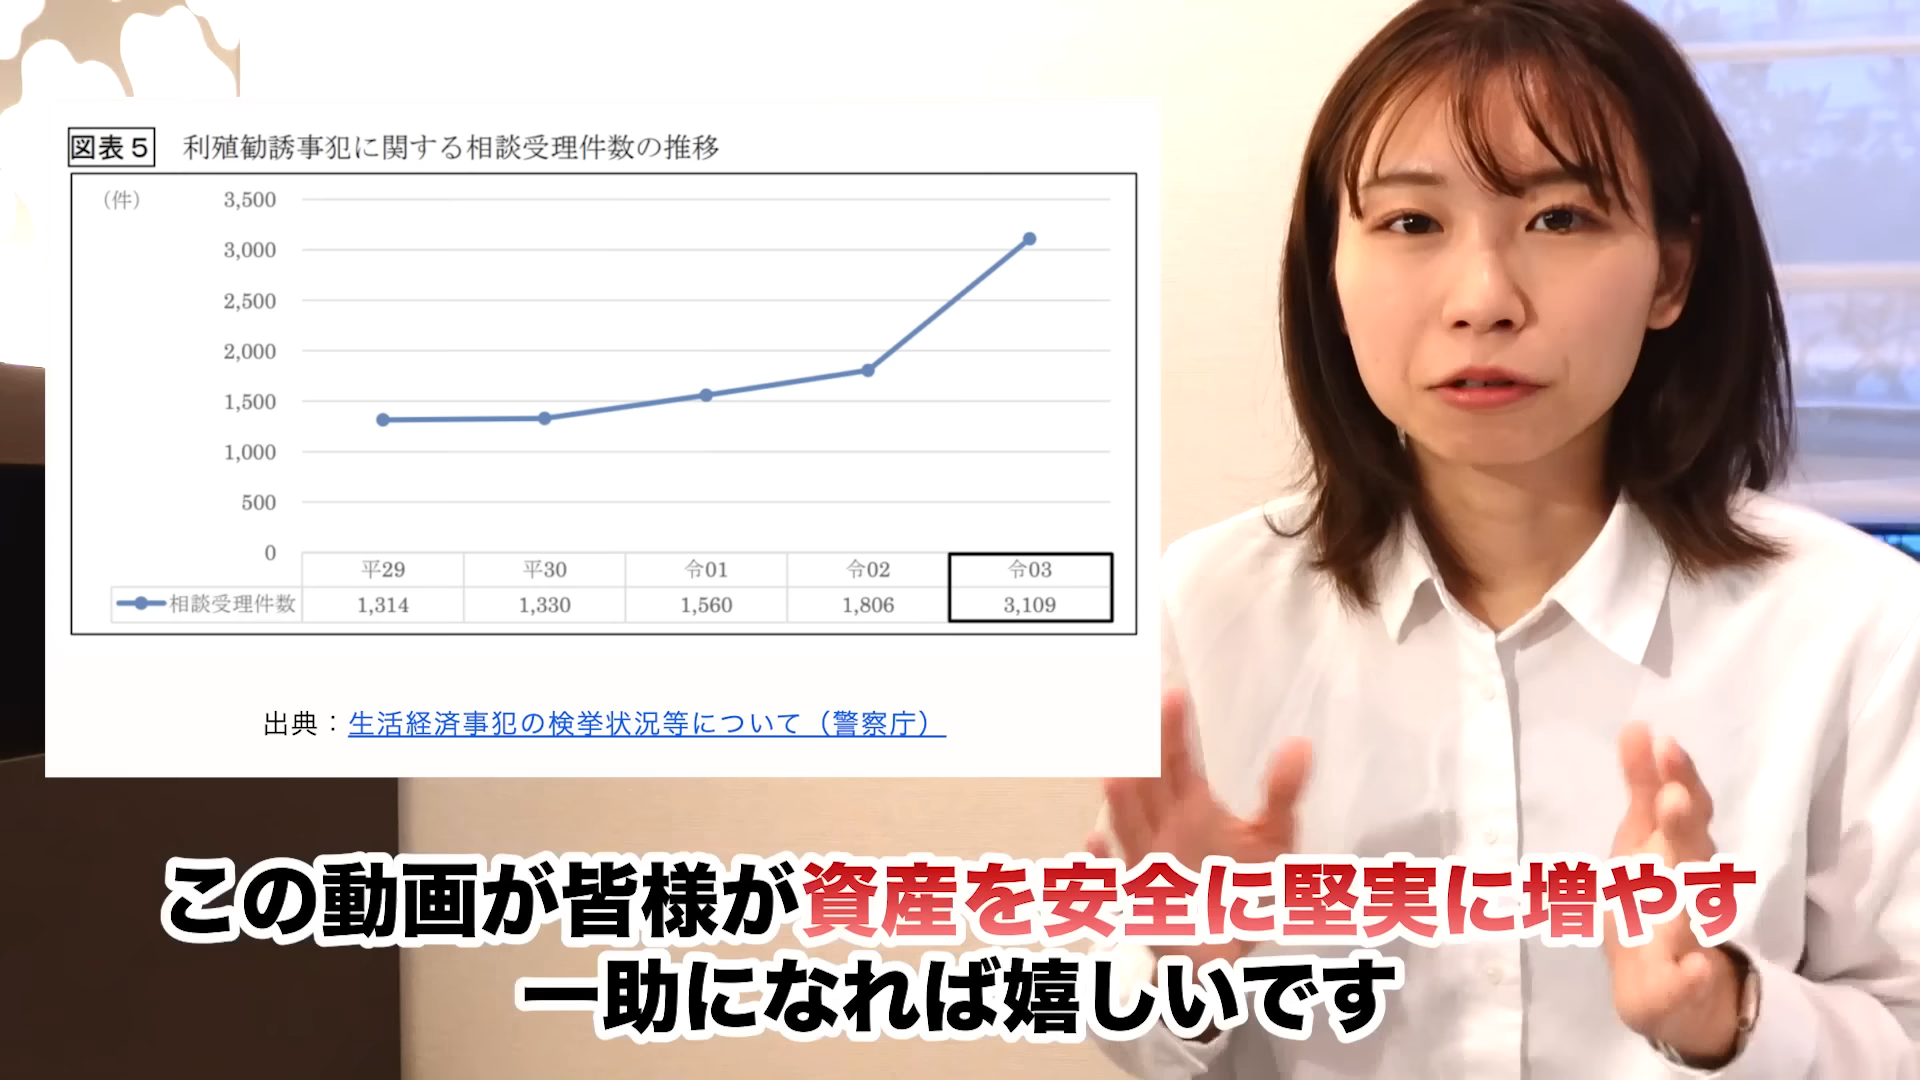 図表５ 利殖勧誘事犯に関する相談受理件数の推移
（件）
3,500
3,000
2,500
2,000
1,500
1,000
500
0
平29 平30 令01 令02 令03
相談受理件数 1,314 1,330 1,560 1,806 3,109
出典：生活経済事犯の検挙状況等について（警察庁）
この動画が皆様が資産を安全に堅実に増やす
一助になれば嬉しいです